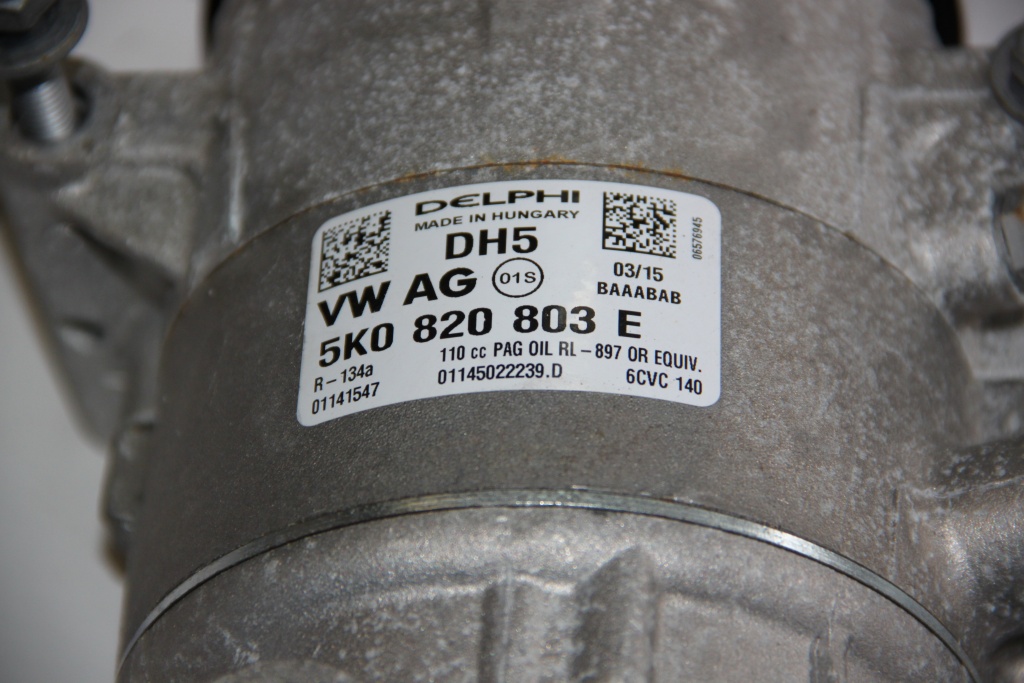 DELPHI
MADE IN HUNGARY
DH5
06576945
VW AG 01S
03/15
BAAABAB
5K0 820 803 E
R-134a
110 cc PAG OIL RL-897 OR EQUIV.
01141547
01145022239.D
6CVC 140